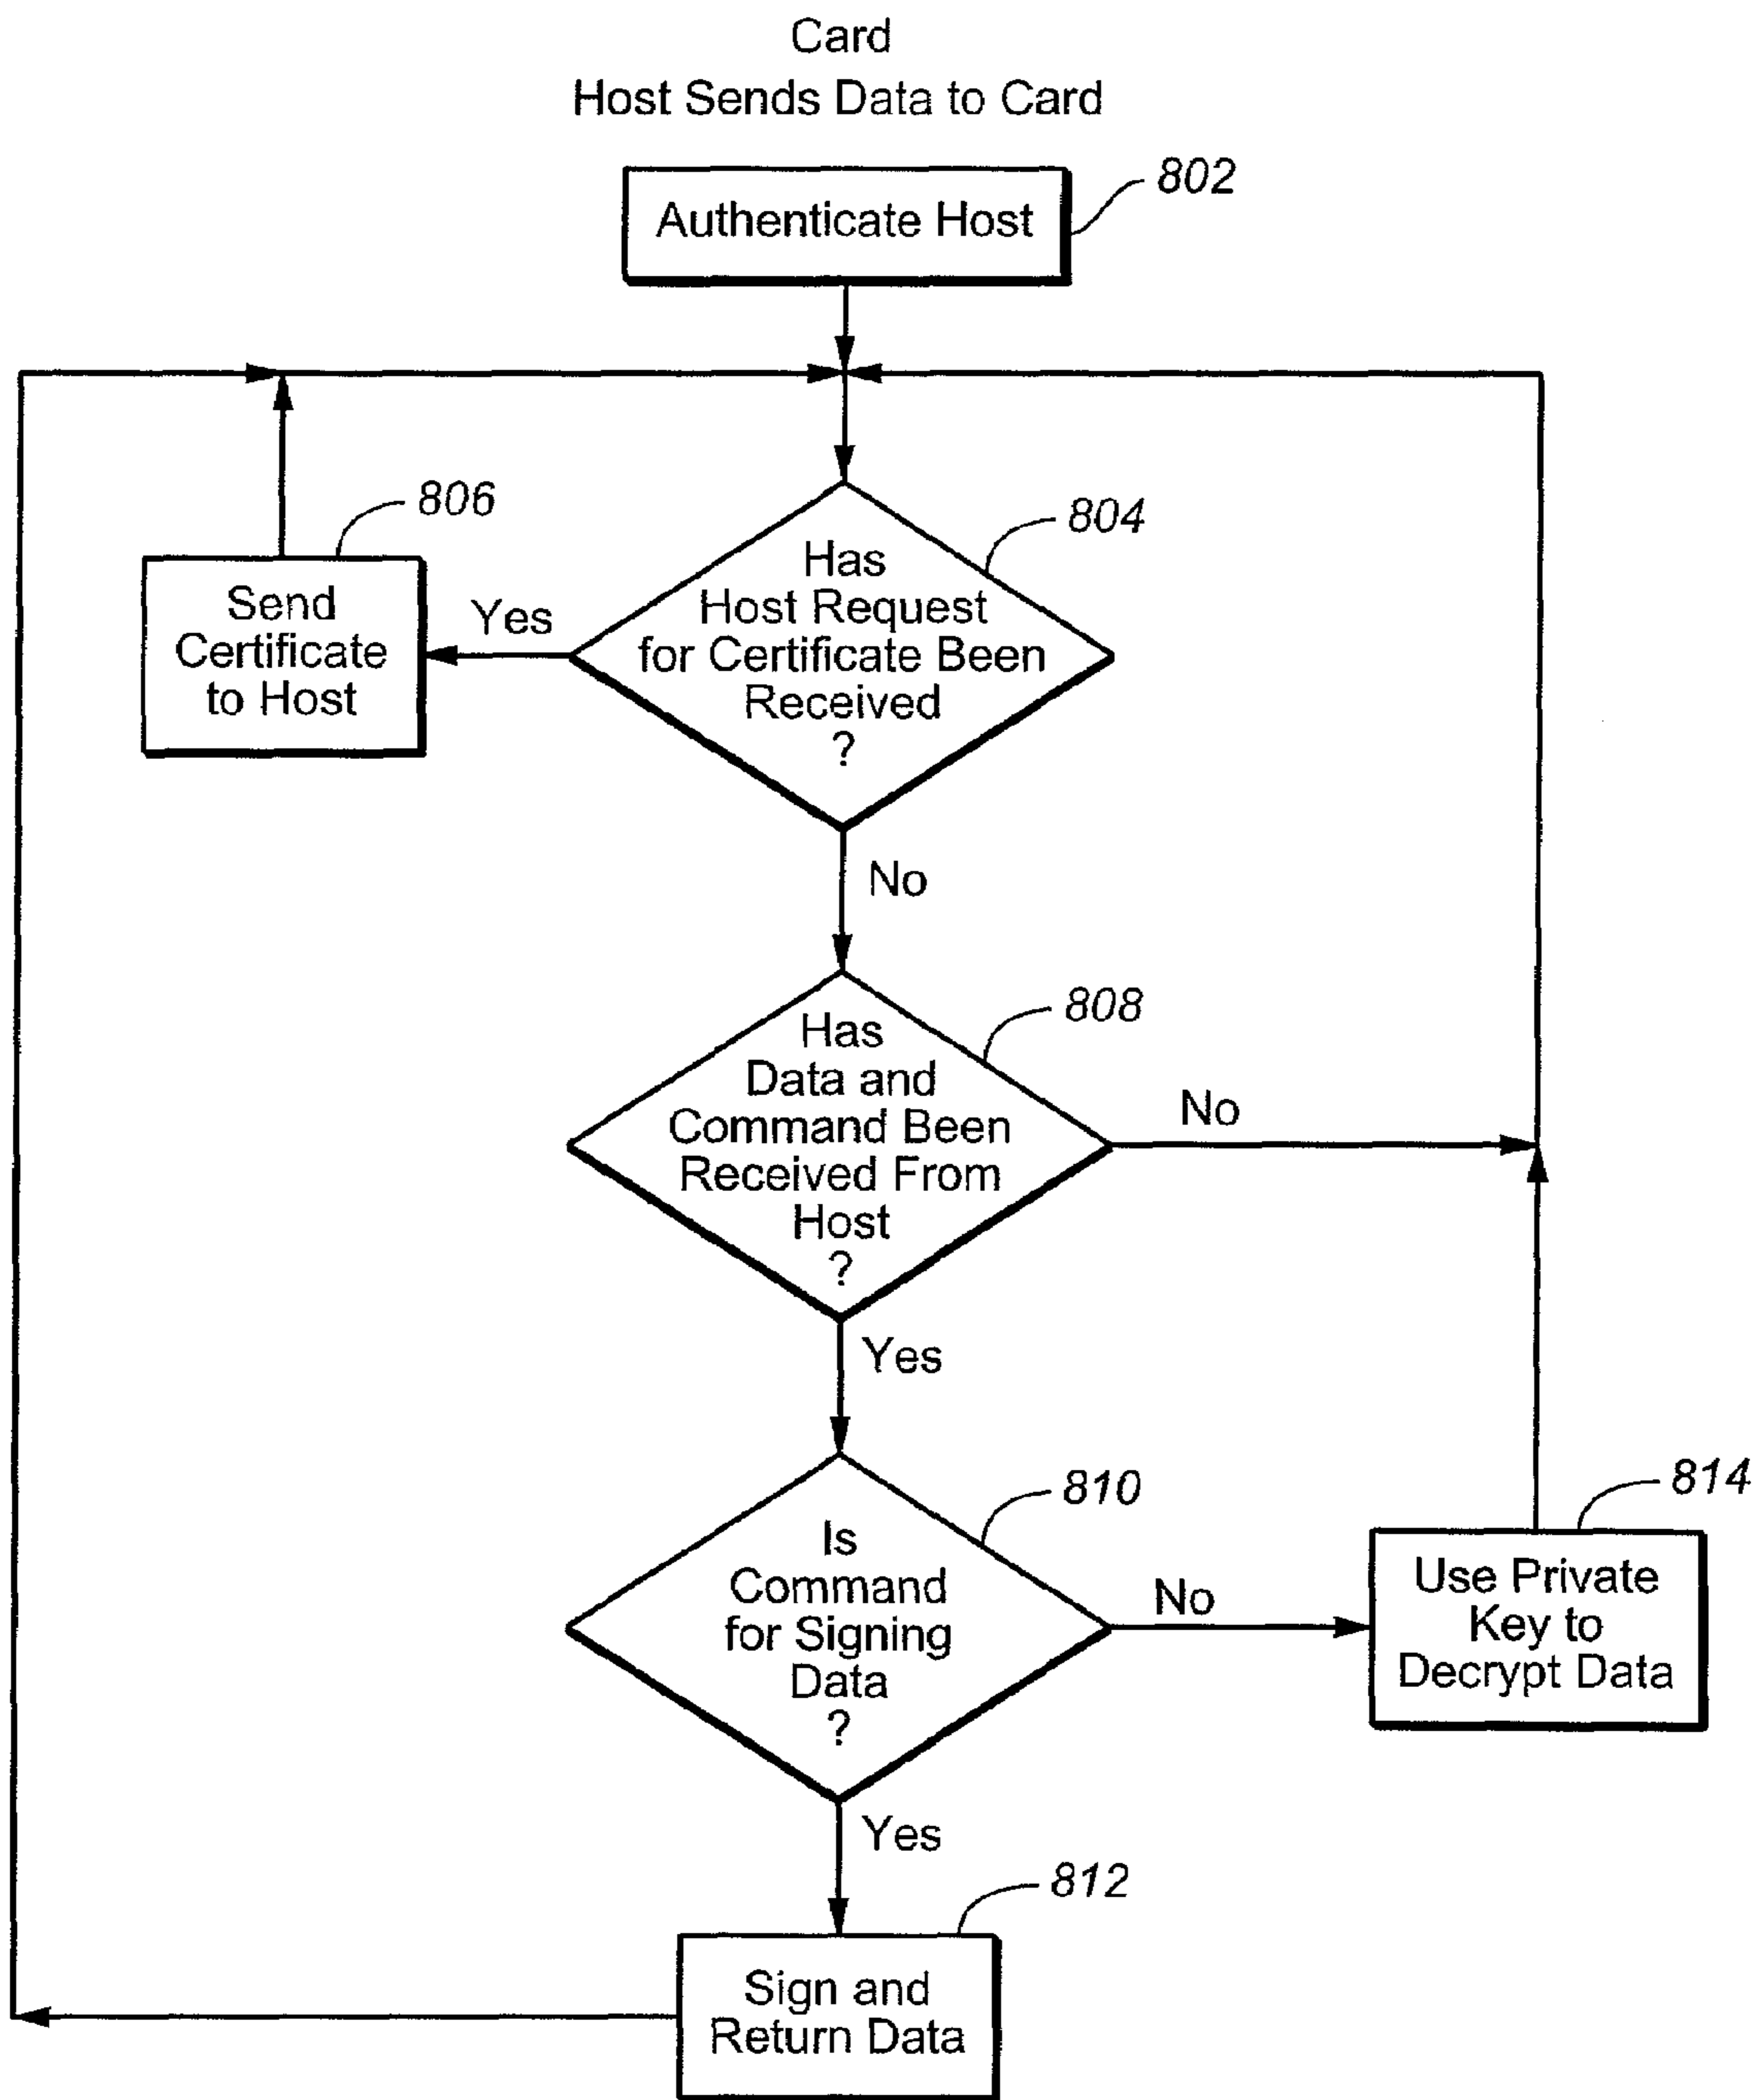 Card
Host Sends Data to Card
802
Authenticate Host
806
804
Send
Certificate
to Host
Yes
Has
Host Request
for Certificate Been
Received
?
No
808
Has
Data and
Command Been
Received From
Host
?
No
Yes
810
814
Is
Command
for Signing
Data
?
No
Use Private
Key to
Decrypt Data
Yes
812
Sign and
Return Data